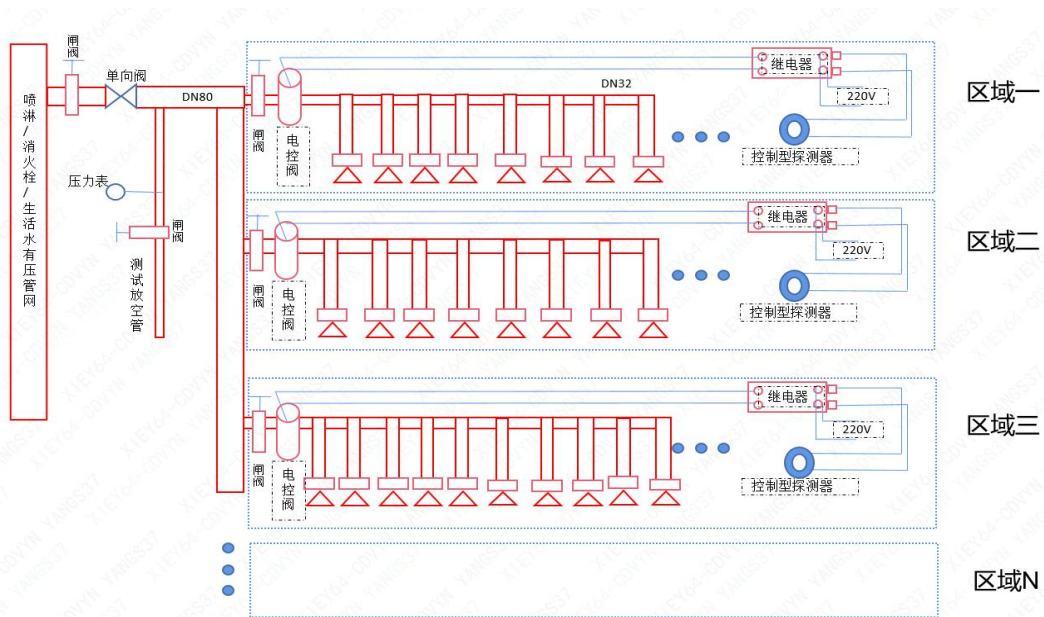 喷淋/消火栓/生活水有压管网
闸阀
单向阀
DN80
压力表
闸阀
测试放空管
闸阀
电控阀
DN32
继电器
220V
控制型探测器
区域一
闸阀
电控阀
继电器
220V
控制型探测器
区域二
闸阀
电控阀
继电器
220V
控制型探测器
区域三
区域N